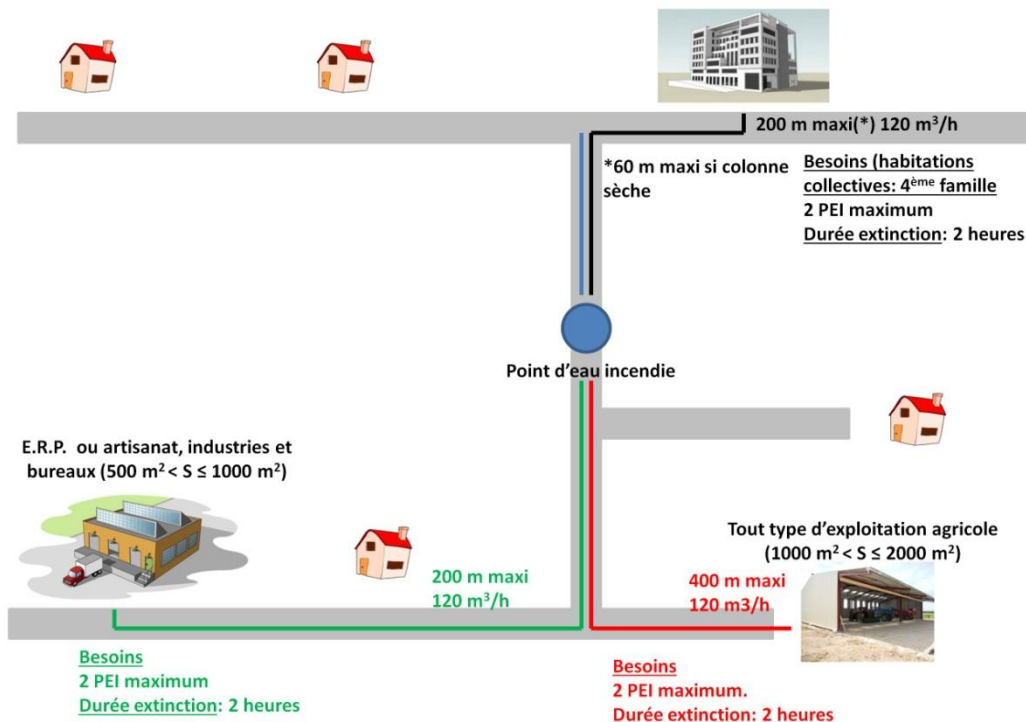 200 m maxi(*) 120 m³/h
*60 m maxi si colonne
sèche
Besoins (habitations
collectives: 4ème famille
2 PEI maximum
Durée extinction: 2 heures
Point d'eau incendie
E.R.P. ou artisanat, industries et
bureaux (500 m² < S ≤ 1000 m²)
Tout type d'exploitation agricole
(1000 m² < S ≤ 2000 m²)
200 m maxi
120 m³/h
400 m maxi
120 m3/h
Besoins
2 PEI maximum
Durée extinction: 2 heures
Besoins
2 PEI maximum.
Durée extinction: 2 heures